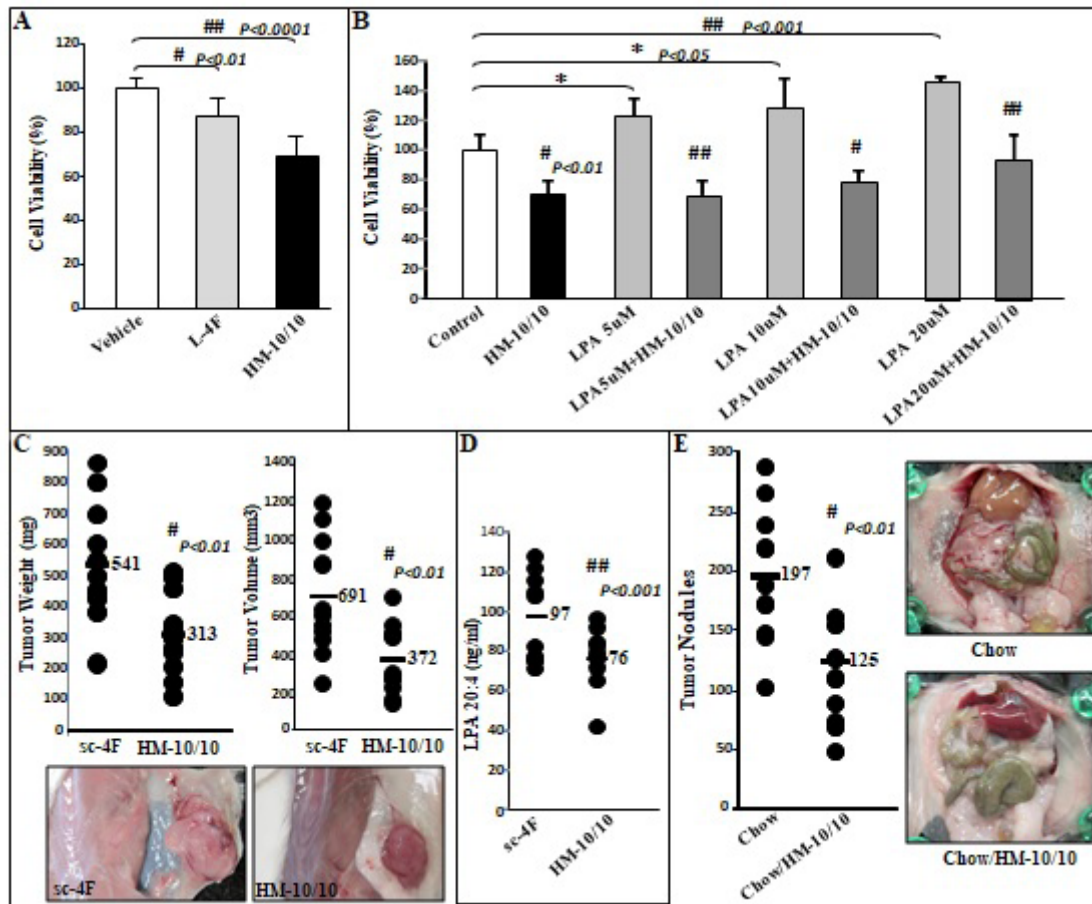 A
## P<0.0001
# P<0.01
Cell Viability (%)
120
100
80
60
40
20
0
Vehicle
L-4F
HM-10/10
B
## P<0.001
* P<0.05
*
Cell Viability (%)
160
140
120
100
80
60
40
20
0
#
P<0.01
##
#
##
Control
HM-10/10
LPA 5uM
LPA5uM+HM-10/10
LPA 10uM
LPA10uM+HM-10/10
LPA 20uM
LPA20uM+HM-10/10
C
Tumor Weight (mg)
900
800
700
600
500
400
300
200
100
0
541
#
P<0.01
313
sc-4F
HM-10/10
Tumor Volume (mm3)
1400
1200
1000
800
600
400
200
0
691
#
P<0.01
372
sc-4F
HM-10/10
sc-4F
HM-10/10
D
LPA 20:4 (ng/ml)
140
120
100
80
60
40
20
0
97
##
P<0.001
76
sc-4F
HM-10/10
E
Tumor Nodules
300
250
200
150
100
50
0
197
#
P<0.01
125
Chow
Chow/HM-10/10
Chow
Chow/HM-10/10